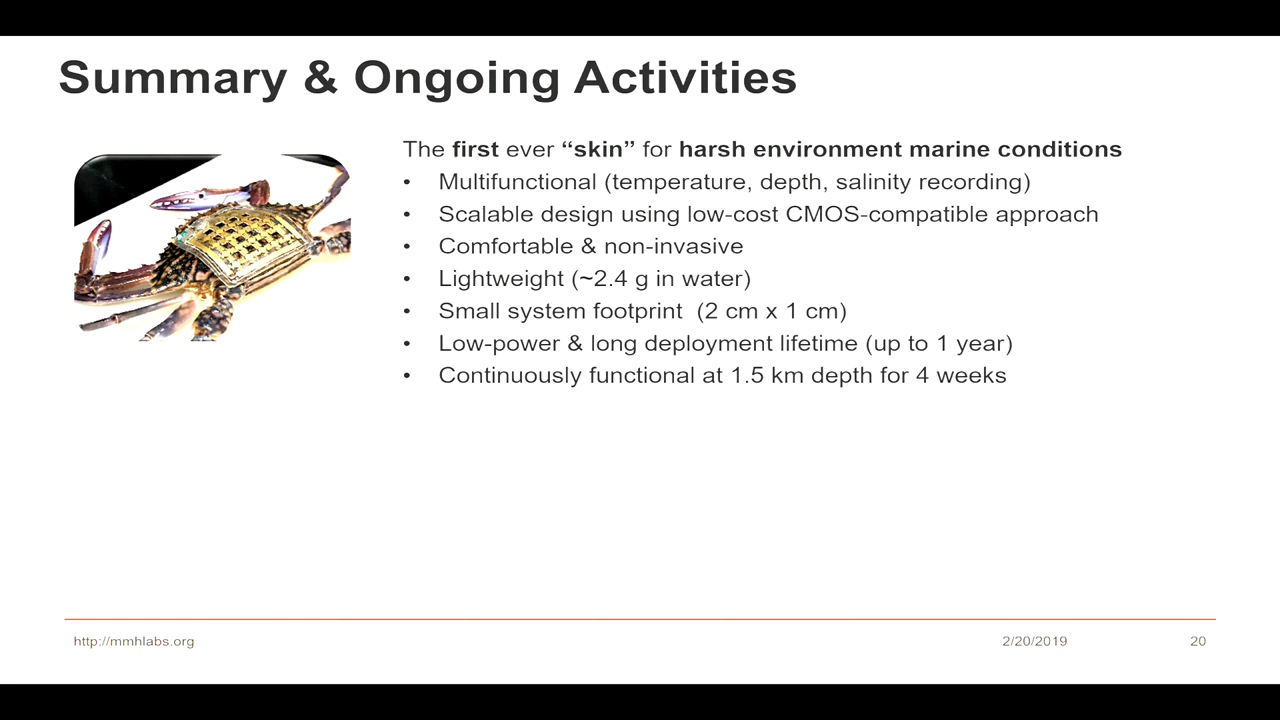 Summary & Ongoing Activities
The first ever “skin” for harsh environment marine conditions
• Multifunctional (temperature, depth, salinity recording)
• Scalable design using low-cost CMOS-compatible approach
• Comfortable & non-invasive
• Lightweight (~2.4 g in water)
• Small system footprint (2 cm x 1 cm)
• Low-power & long deployment lifetime (up to 1 year)
• Continuously functional at 1.5 km depth for 4 weeks
http://mmhlabs.org 2/20/2019 20